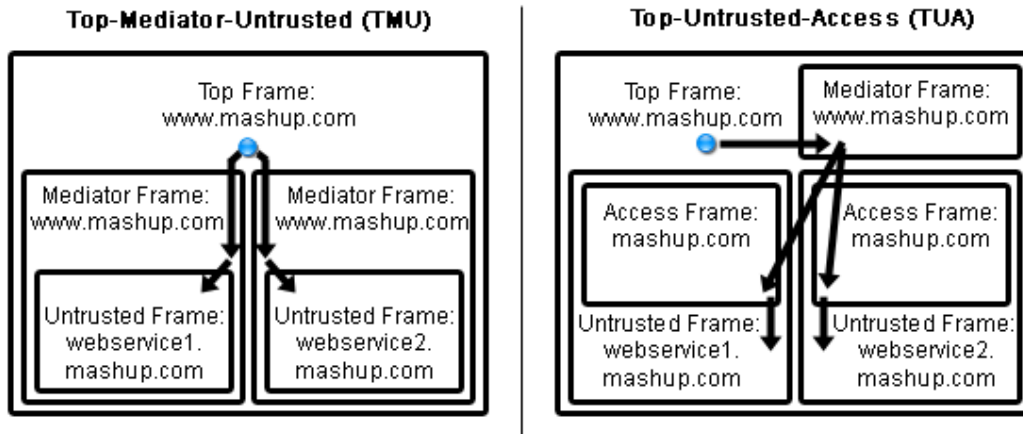 Top-Mediator-Untrusted (TMU)
Top Frame:
www.mashup.com
Mediator Frame:
www.mashup.com
Mediator Frame:
www.mashup.com
Untrusted Frame:
webservice1.
mashup.com
Untrusted Frame:
webservice2.
mashup.com
Top-Untrusted-Access (TUA)
Top Frame:
www.mashup.com
Mediator Frame:
www.mashup.com
Access Frame:
mashup.com
Access Frame:
mashup.com
Untrusted Frame:
webservice1.
mashup.com
Untrusted Frame:
webservice2.
mashup.com